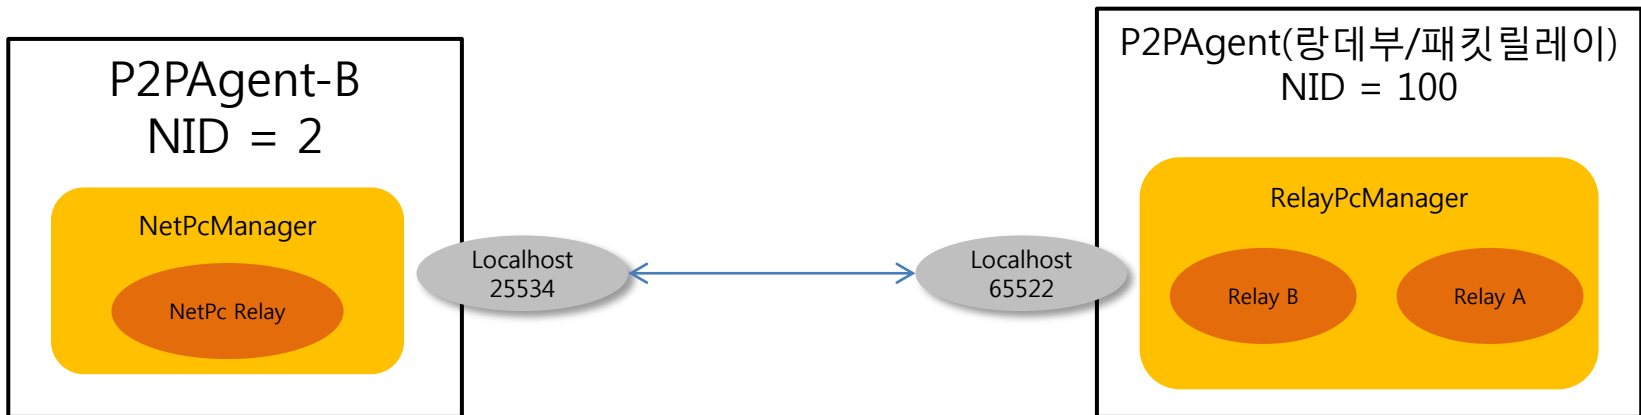 P2PAgent-B
NID = 2
NetPcManager
NetPc Relay
Localhost
25534
Localhost
65522
P2PAgent(랑데부/패킷릴레이)
NID = 100
RelayPcManager
Relay B
Relay A